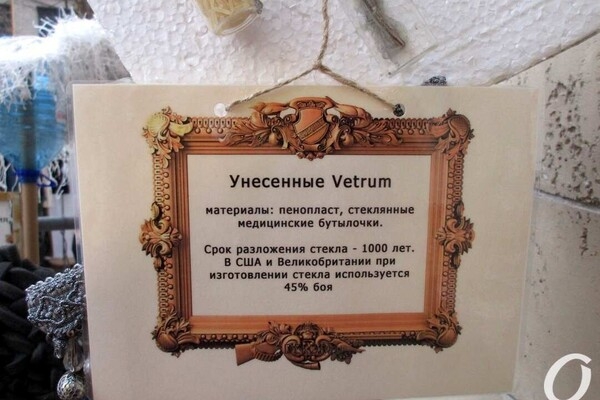 Унесенные Vetrum
материалы: пенопласт, стеклянные
медицинские бутылочки.
Срок разложения стекла - 1000 лет.
В США и Великобритании при
изготовлении стекла используется
45% боя